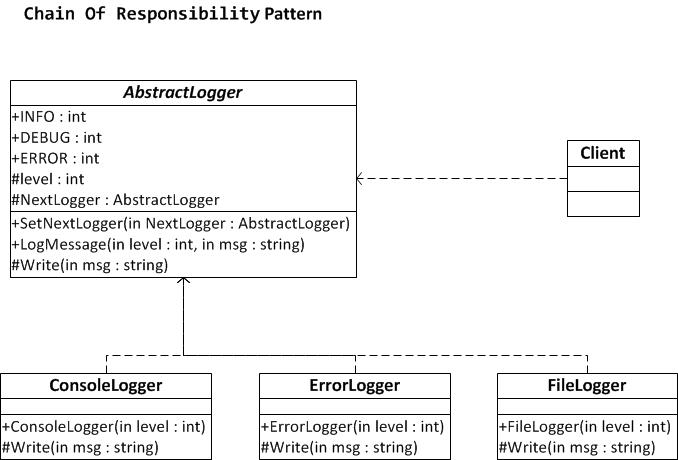 Chain Of Responsibility Pattern
AbstractLogger
+INFO : int
+DEBUG : int
+ERROR : int
#level : int
#NextLogger : AbstractLogger
+SetNextLogger(in NextLogger : AbstractLogger)
+LogMessage(in level : int, in msg : string)
#Write(in msg : string)
Client
ConsoleLogger
+ConsoleLogger(in level : int)
#Write(in msg : string)
ErrorLogger
+ErrorLogger(in level : int)
#Write(in msg : string)
FileLogger
+FileLogger(in level : int)
#Write(in msg : string)